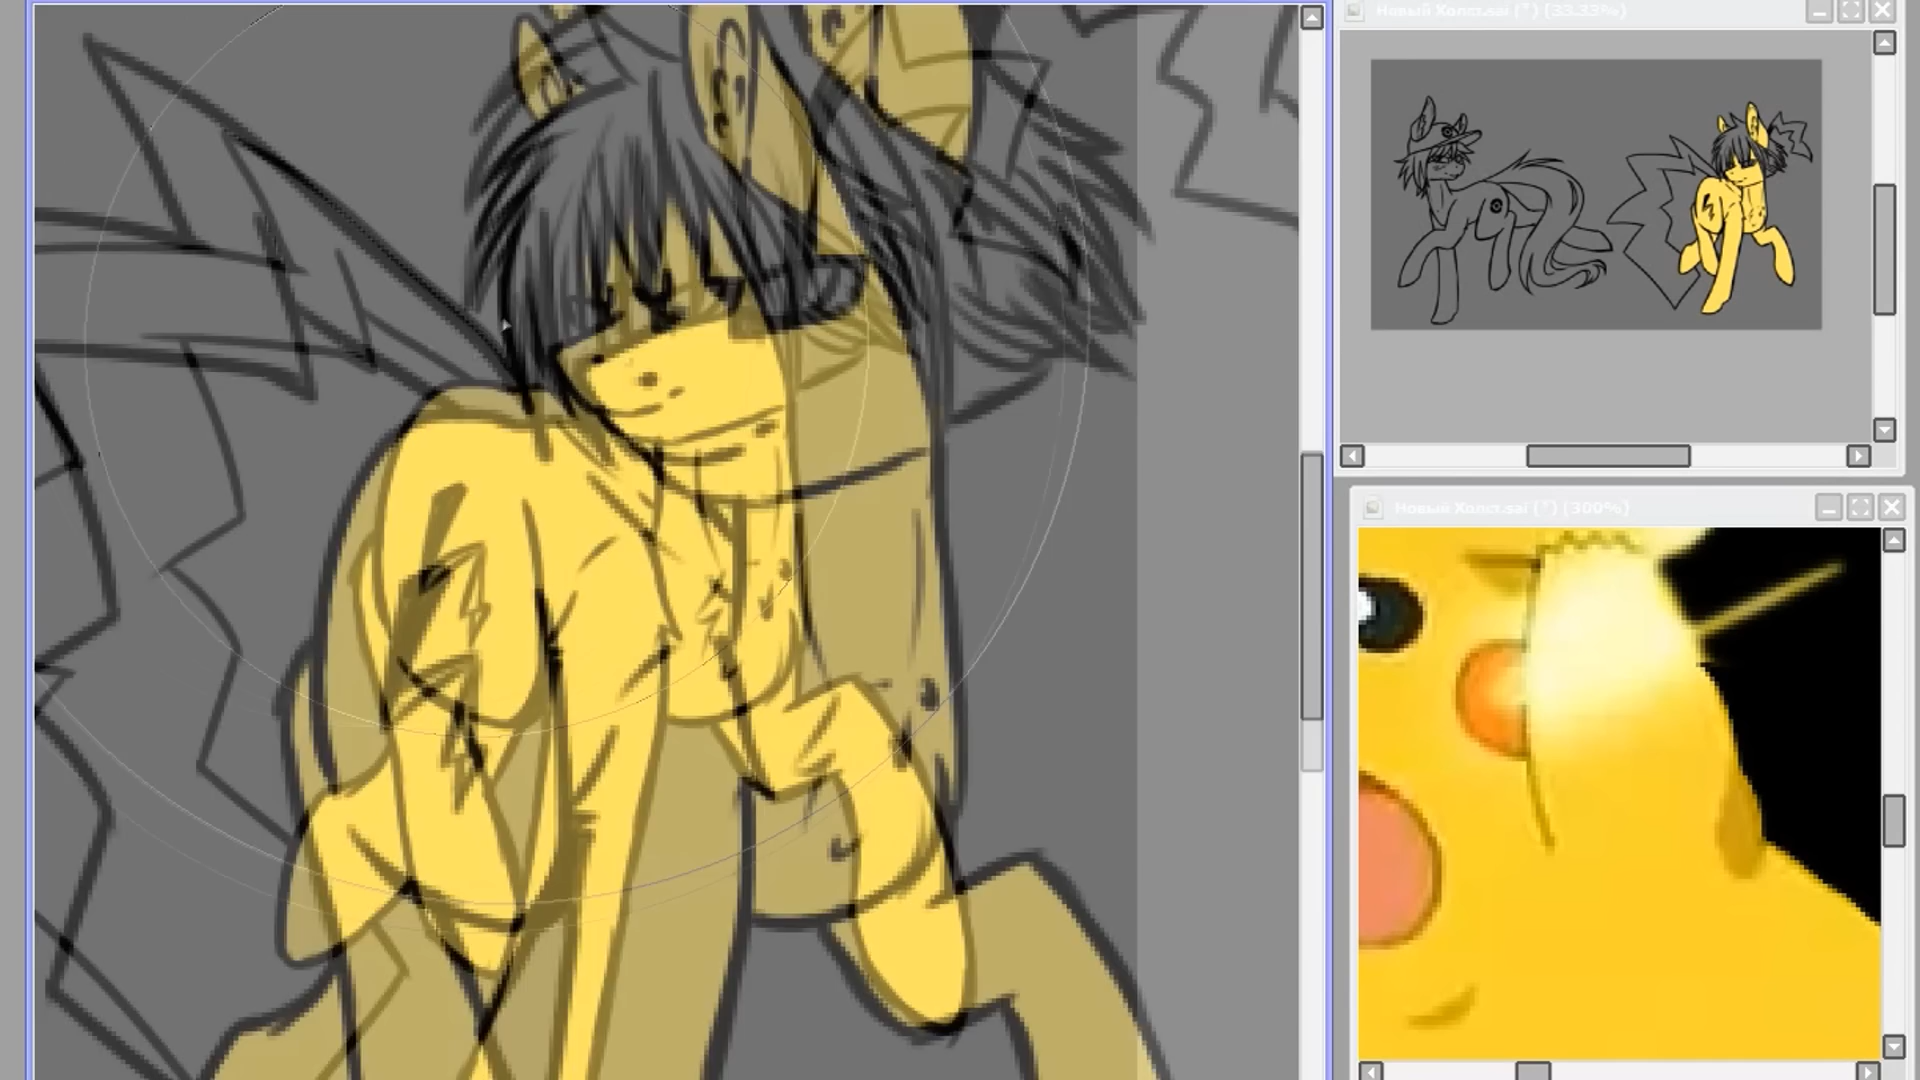 Новый Холст.sai (*) [33.33%]
Новый Холст.sai (*) [300%]